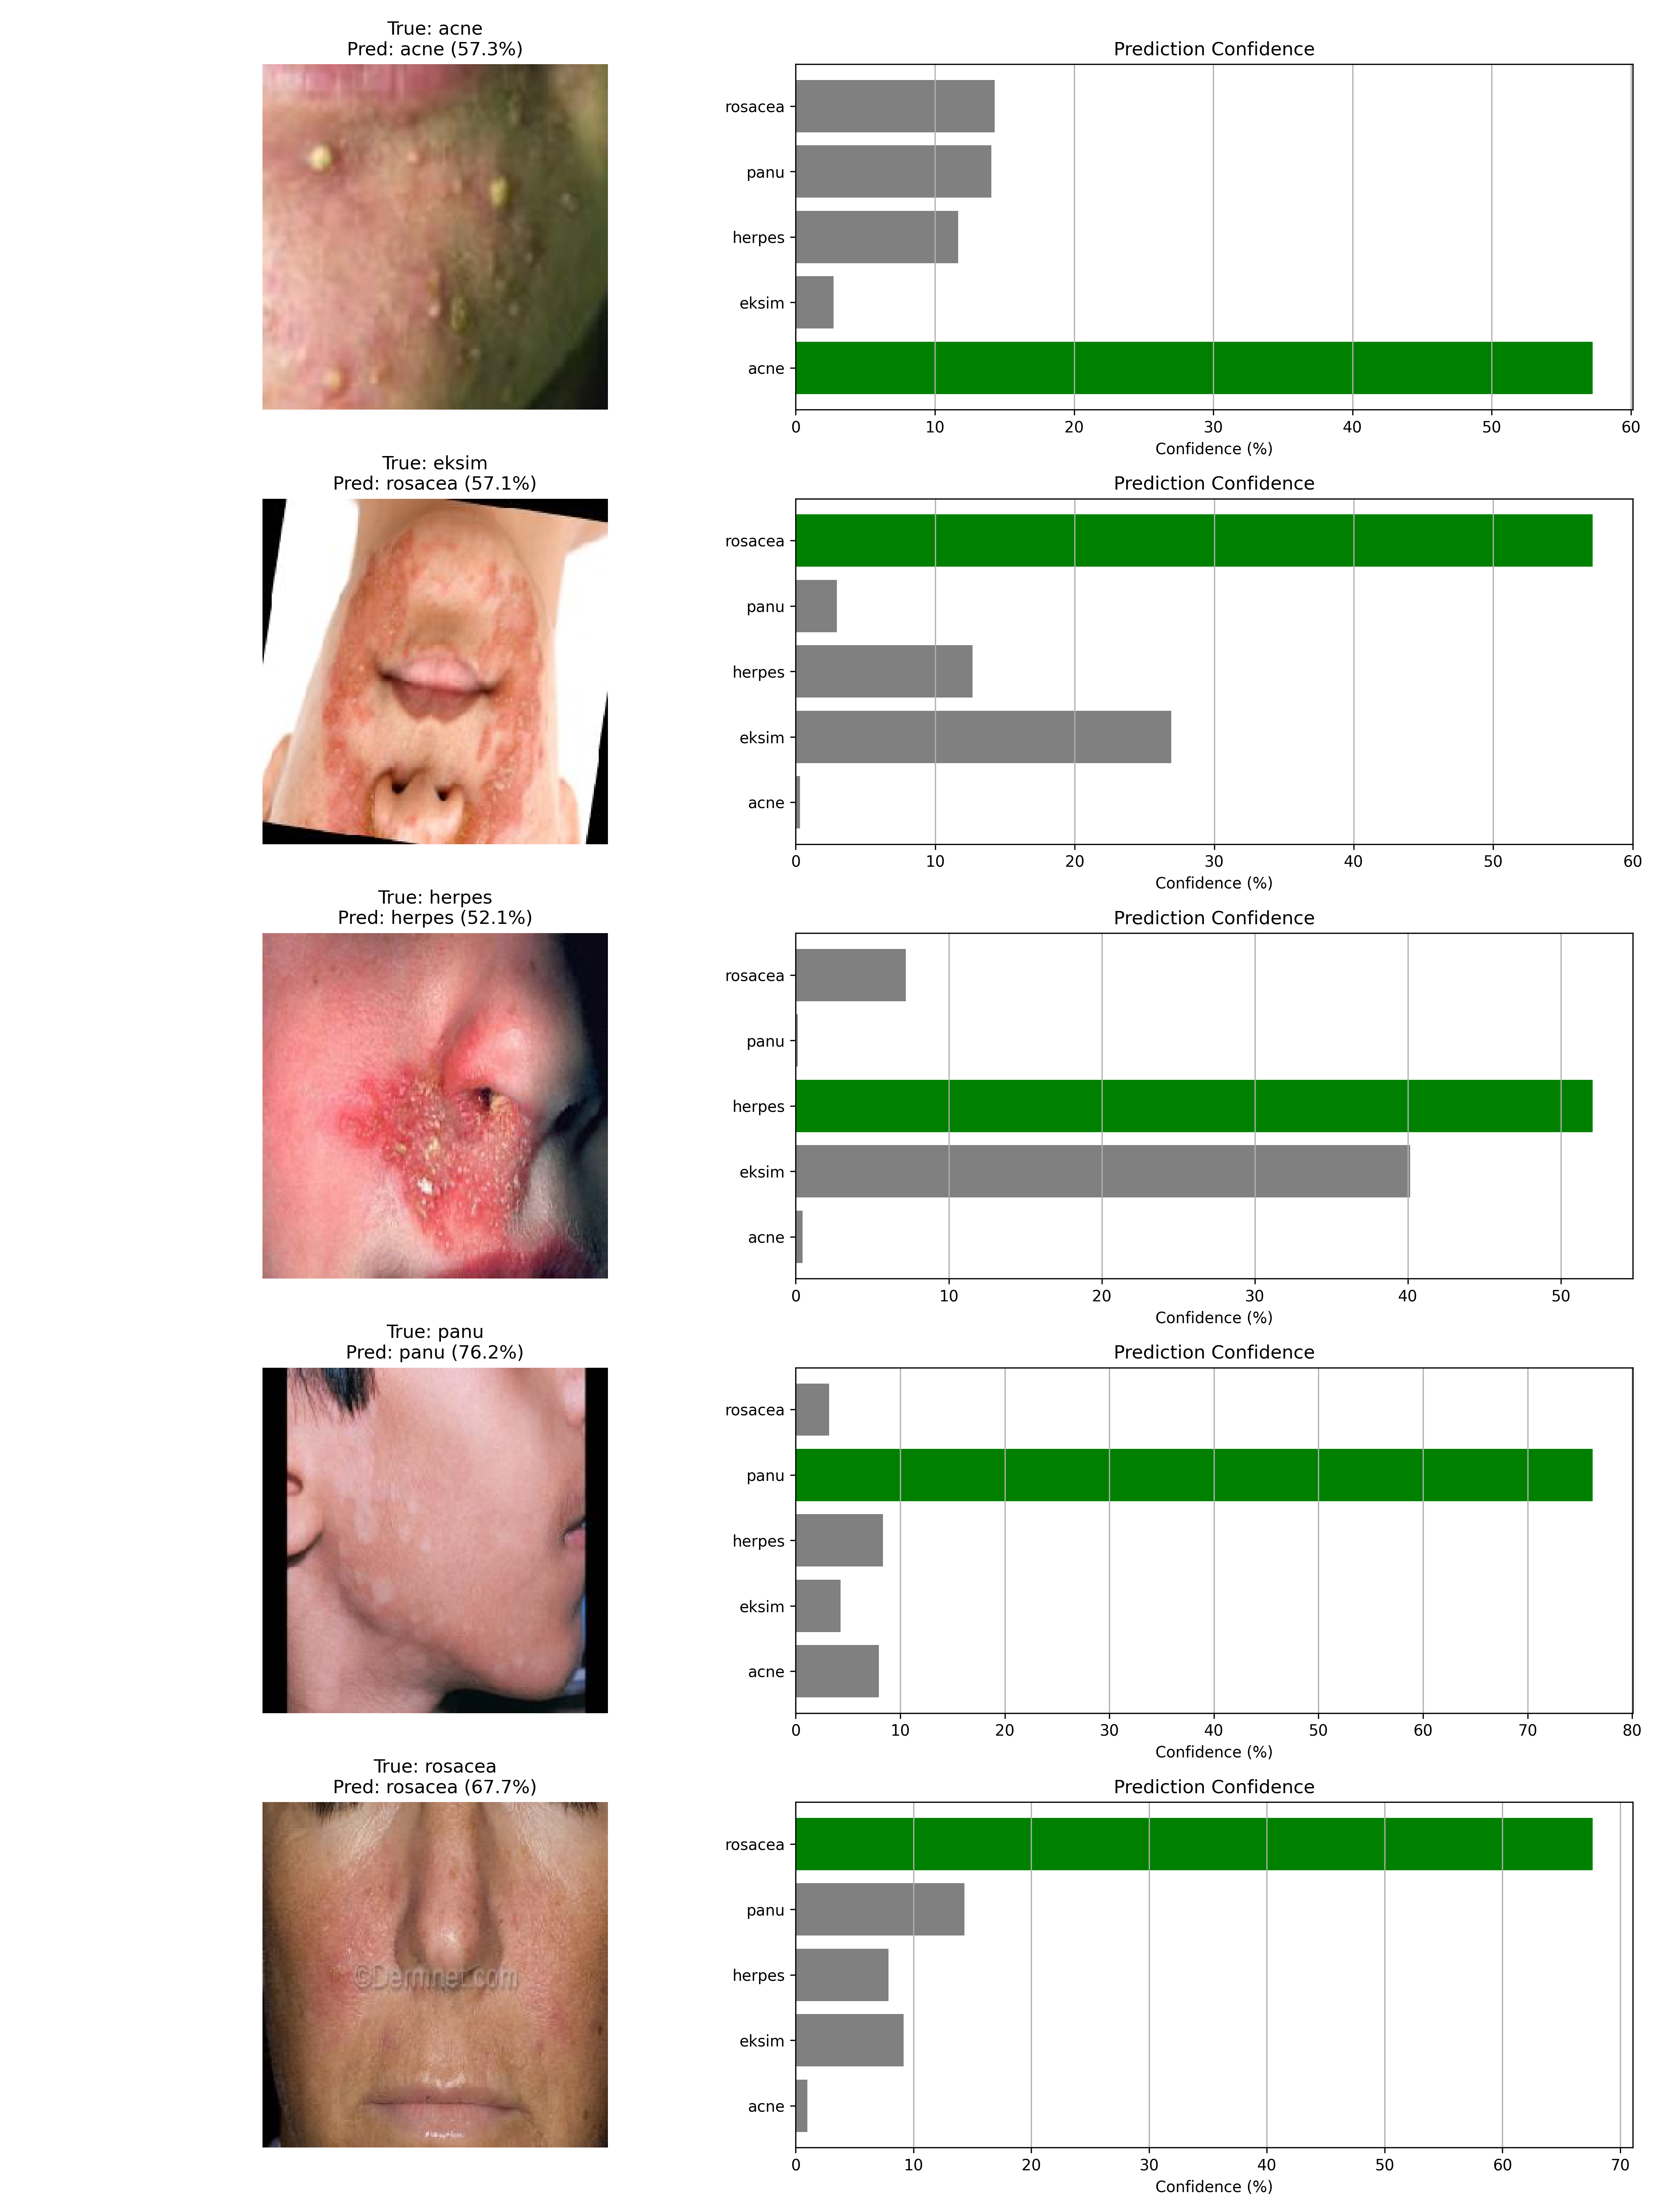 True: acne
Pred: acne (57.3%)
Prediction Confidence
rosacea
panu
herpes
eksim
acne
0 10 20 30 40 50 60
Confidence (%)
True: eksim
Pred: rosacea (57.1%)
Prediction Confidence
rosacea
panu
herpes
eksim
acne
0 10 20 30 40 50 60
Confidence (%)
True: herpes
Pred: herpes (52.1%)
Prediction Confidence
rosacea
panu
herpes
eksim
acne
0 10 20 30 40 50
Confidence (%)
True: panu
Pred: panu (76.2%)
Prediction Confidence
rosacea
panu
herpes
eksim
acne
0 10 20 30 40 50 60 70 80
Confidence (%)
True: rosacea
Pred: rosacea (67.7%)
©Dermnet.com
Prediction Confidence
rosacea
panu
herpes
eksim
acne
0 10 20 30 40 50 60 70
Confidence (%)